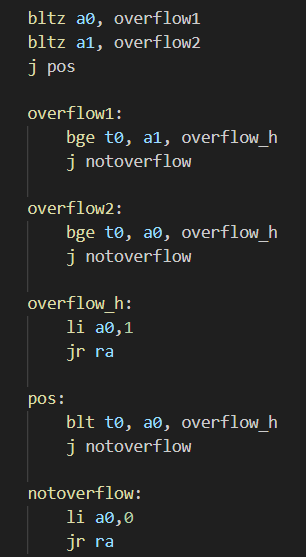 bltz a0, overflow1
bltz a1, overflow2
j pos
overflow1:
bge t0, a1, overflow_h
j notoverflow
overflow2:
bge t0, a0, overflow_h
j notoverflow
overflow_h:
li a0,1
jr ra
pos:
blt t0, a0, overflow_h
j notoverflow
notoverflow:
li a0,0
jr ra